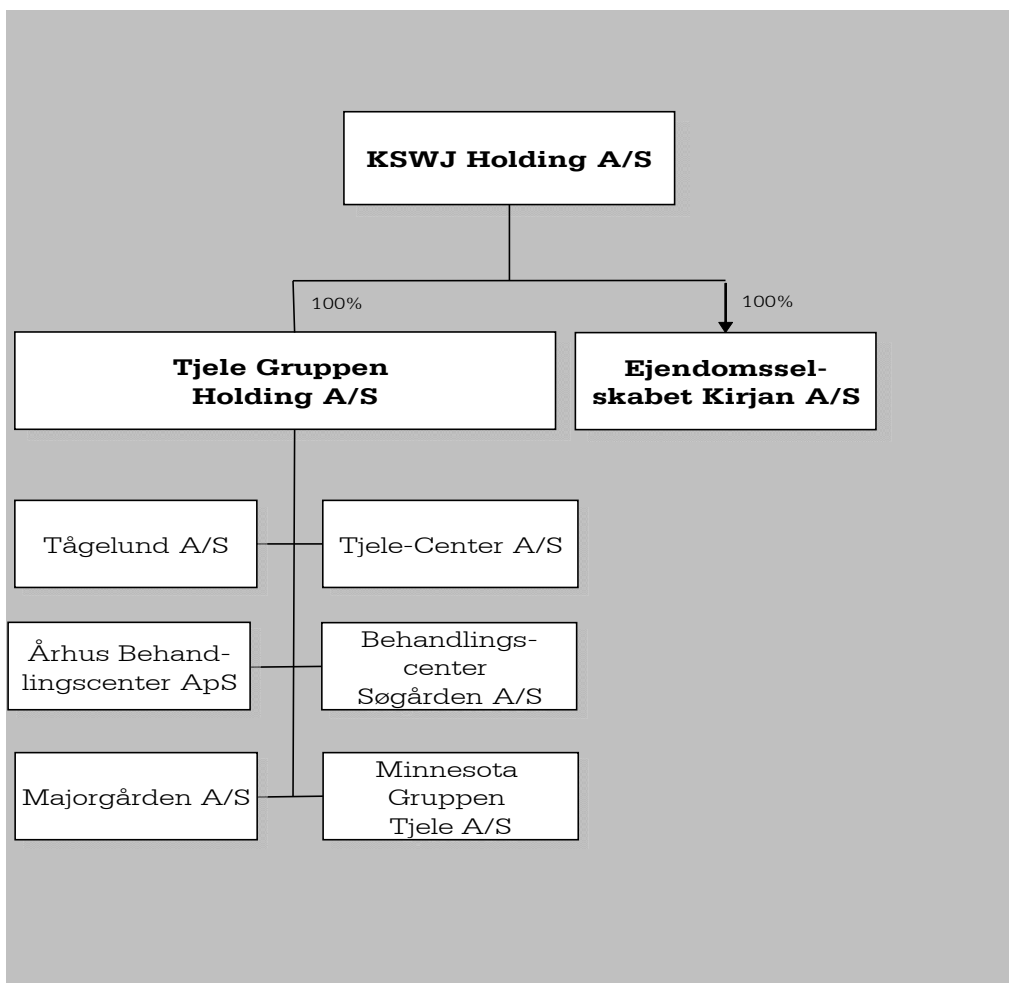 KSWJ Holding A/S
100%
100%
Tjele Gruppen
Holding A/S
Ejendomssel-
skabet Kirjan A/S
Tågelund A/S
Tjele-Center A/S
Århus Behand-
lingscenter ApS
Behandlings-
center
Søgården A/S
Majorgården A/S
Minnesota
Gruppen
Tjele A/S